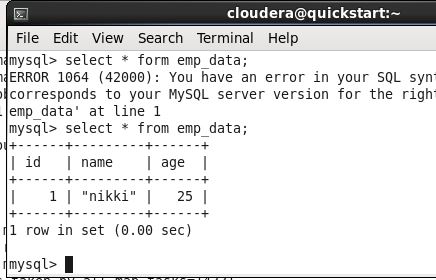 cloudera@quickstart:~
File Edit View Search Terminal Help
mysql> select * form emp_data;
ERROR 1064 (42000): You have an error in your SQL synt
corresponds to your MySQL server version for the right
emp_data' at line 1
mysql> select * from emp_data;
+------+---------+------+
| id   | name    | age  |
+------+---------+------+
|    1 | "nikki" |   25 |
+------+---------+------+
1 row in set (0.00 sec)
mysql>